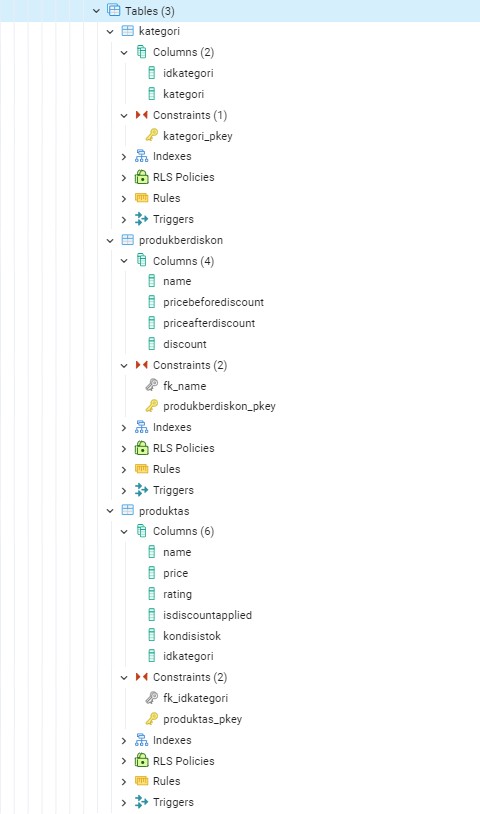 Tables (3)
kategori
Columns (2)
idkategori
kategori
Constraints (1)
kategori_pkey
Indexes
RLS Policies
Rules
Triggers
produkberdiskon
Columns (4)
name
pricebeforediscount
priceafterdiscount
discount
Constraints (2)
fk_name
produkberdiskon_pkey
Indexes
RLS Policies
Rules
Triggers
produktas
Columns (6)
name
price
rating
isdiscountapplied
kondisistok
idkategori
Constraints (2)
fk_idkategori
produktas_pkey
Indexes
RLS Policies
Rules
Triggers